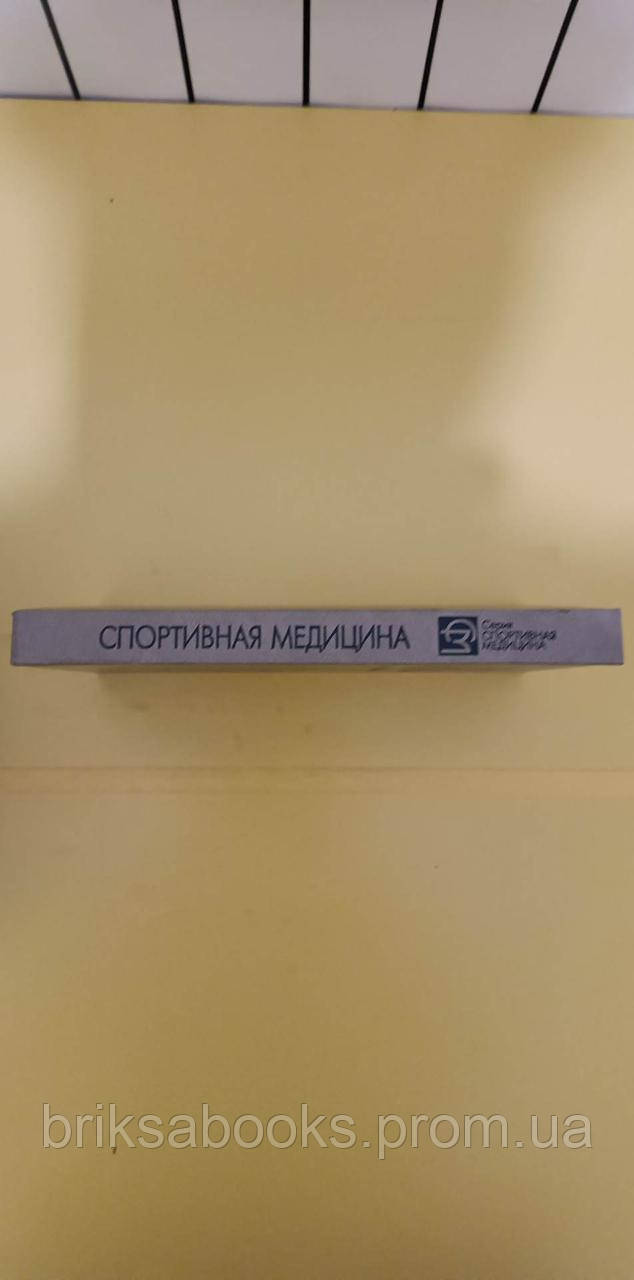 СПОРТИВНАЯ МЕДИЦИНА
Серия
СПОРТИВНАЯ
МЕДИЦИНА
briksabooks.prom.ua